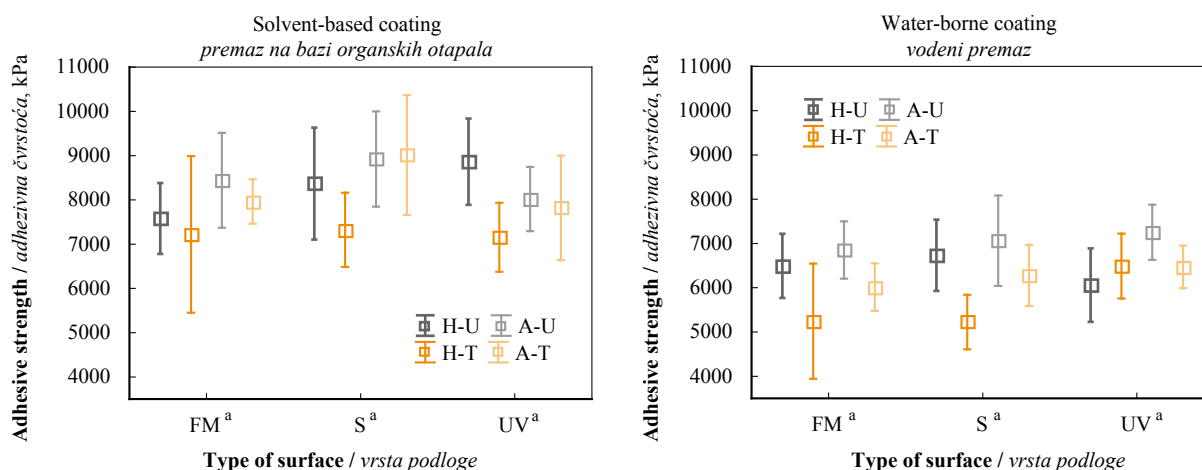 Solvent-based coating
premaz na bazi organskih otapala
Adhesive strength / adhezivna čvrstoća, kPa
11000
10000
9000
8000
7000
6000
5000
4000
H-U A-U
H-T A-T
FM a S a UV a
Type of surface / vrsta podloge
Water-borne coating
vodeni premaz
Adhesive strength / adhezivna čvrstoća, kPa
11000
10000
9000
8000
7000
6000
5000
4000
H-U A-U
H-T A-T
FM a S a UV a
Type of surface / vrsta podloge